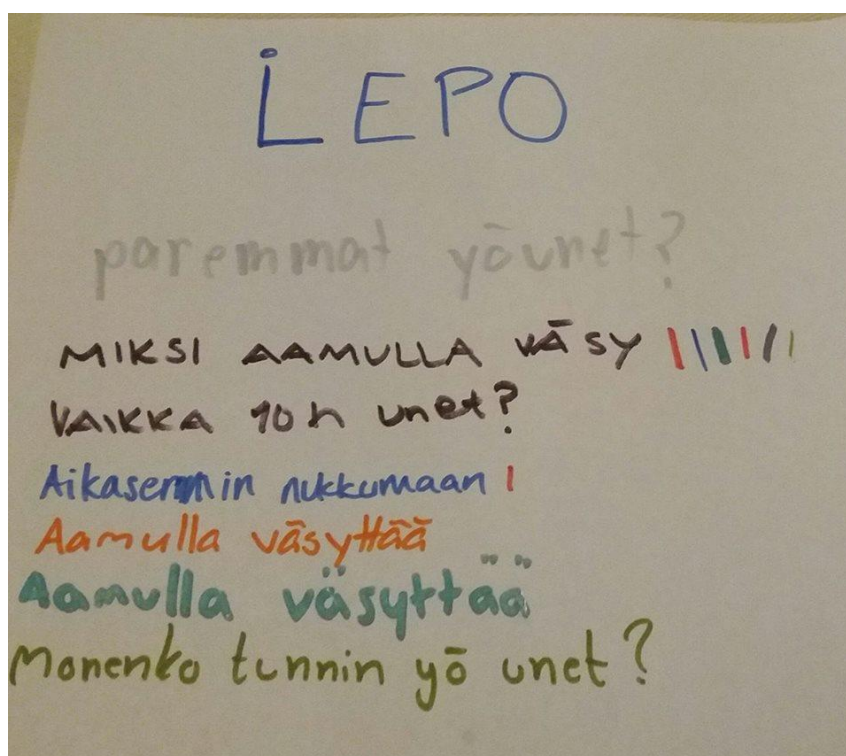 LEPO
paremmat yöunet?
MIKSI AAMULLA VÄSY
VAIKKA 10 h unet?
Aikasemmin nukkumaan
Aamulla väsyttää
Aamulla väsyttää
Monenko tunnin yö unet?